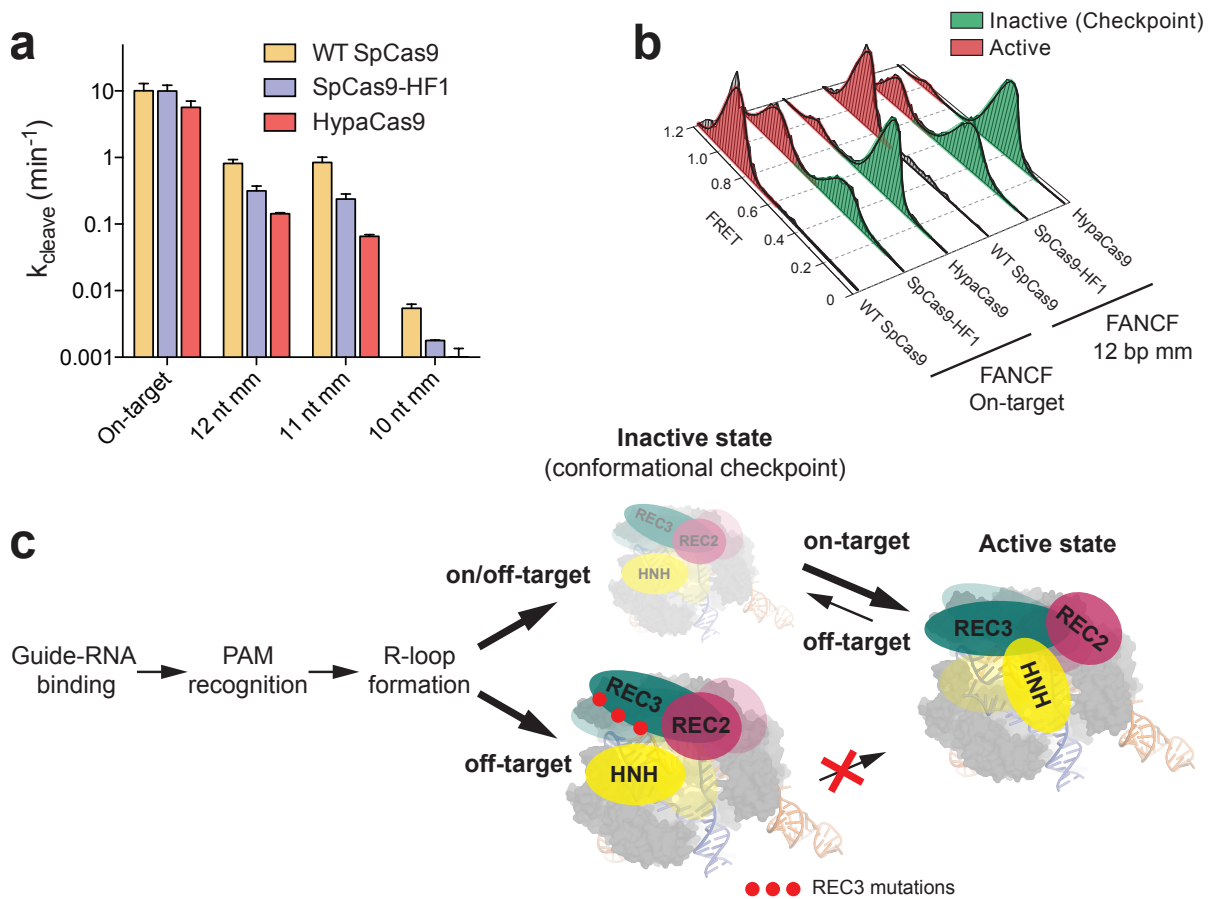 a
k_cleave (min⁻¹)
10
1
0.1
0.01
0.001
WT SpCas9
SpCas9-HF1
HypaCas9
On-target
12 nt mm
11 nt mm
10 nt mm
b
Inactive (Checkpoint)
Active
1.2
1.0
0.8
0.6
0.4
0.2
0
FRET
WT SpCas9
SpCas9-HF1
HypaCas9
WT SpCas9
SpCas9-HF1
HypaCas9
FANCF
On-target
FANCF
12 bp mm
c
Guide-RNA
binding
PAM
recognition
R-loop
formation
on/off-target
off-target
Inactive state
(conformational checkpoint)
REC3
REC2
HNH
REC3
REC2
HNH
on-target
off-target
Active state
REC3
REC2
HNH
REC3 mutations